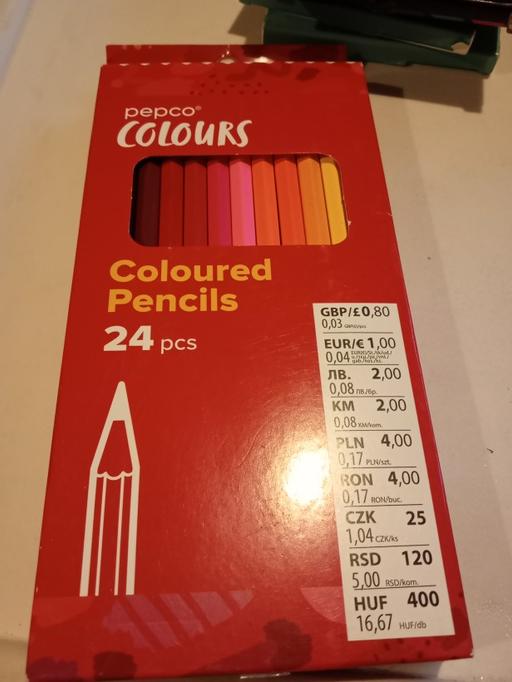 pepco®
COLOURS
Coloured
Pencils
24 pcs
GBP/£ 0,80
0,03
EUR/€ 1,00
0,04
ЛВ. 2,00
0,08 ЛВ./бр.
KM 2,00
0,08 KM/kom.
PLN 4,00
0,17 PLN/szt.
RON 4,00
0,17 RON/buc.
CZK 25
1,04 CZK/ks
RSD 120
5,00 RSD/kom.
HUF 400
16,67 HUF/db